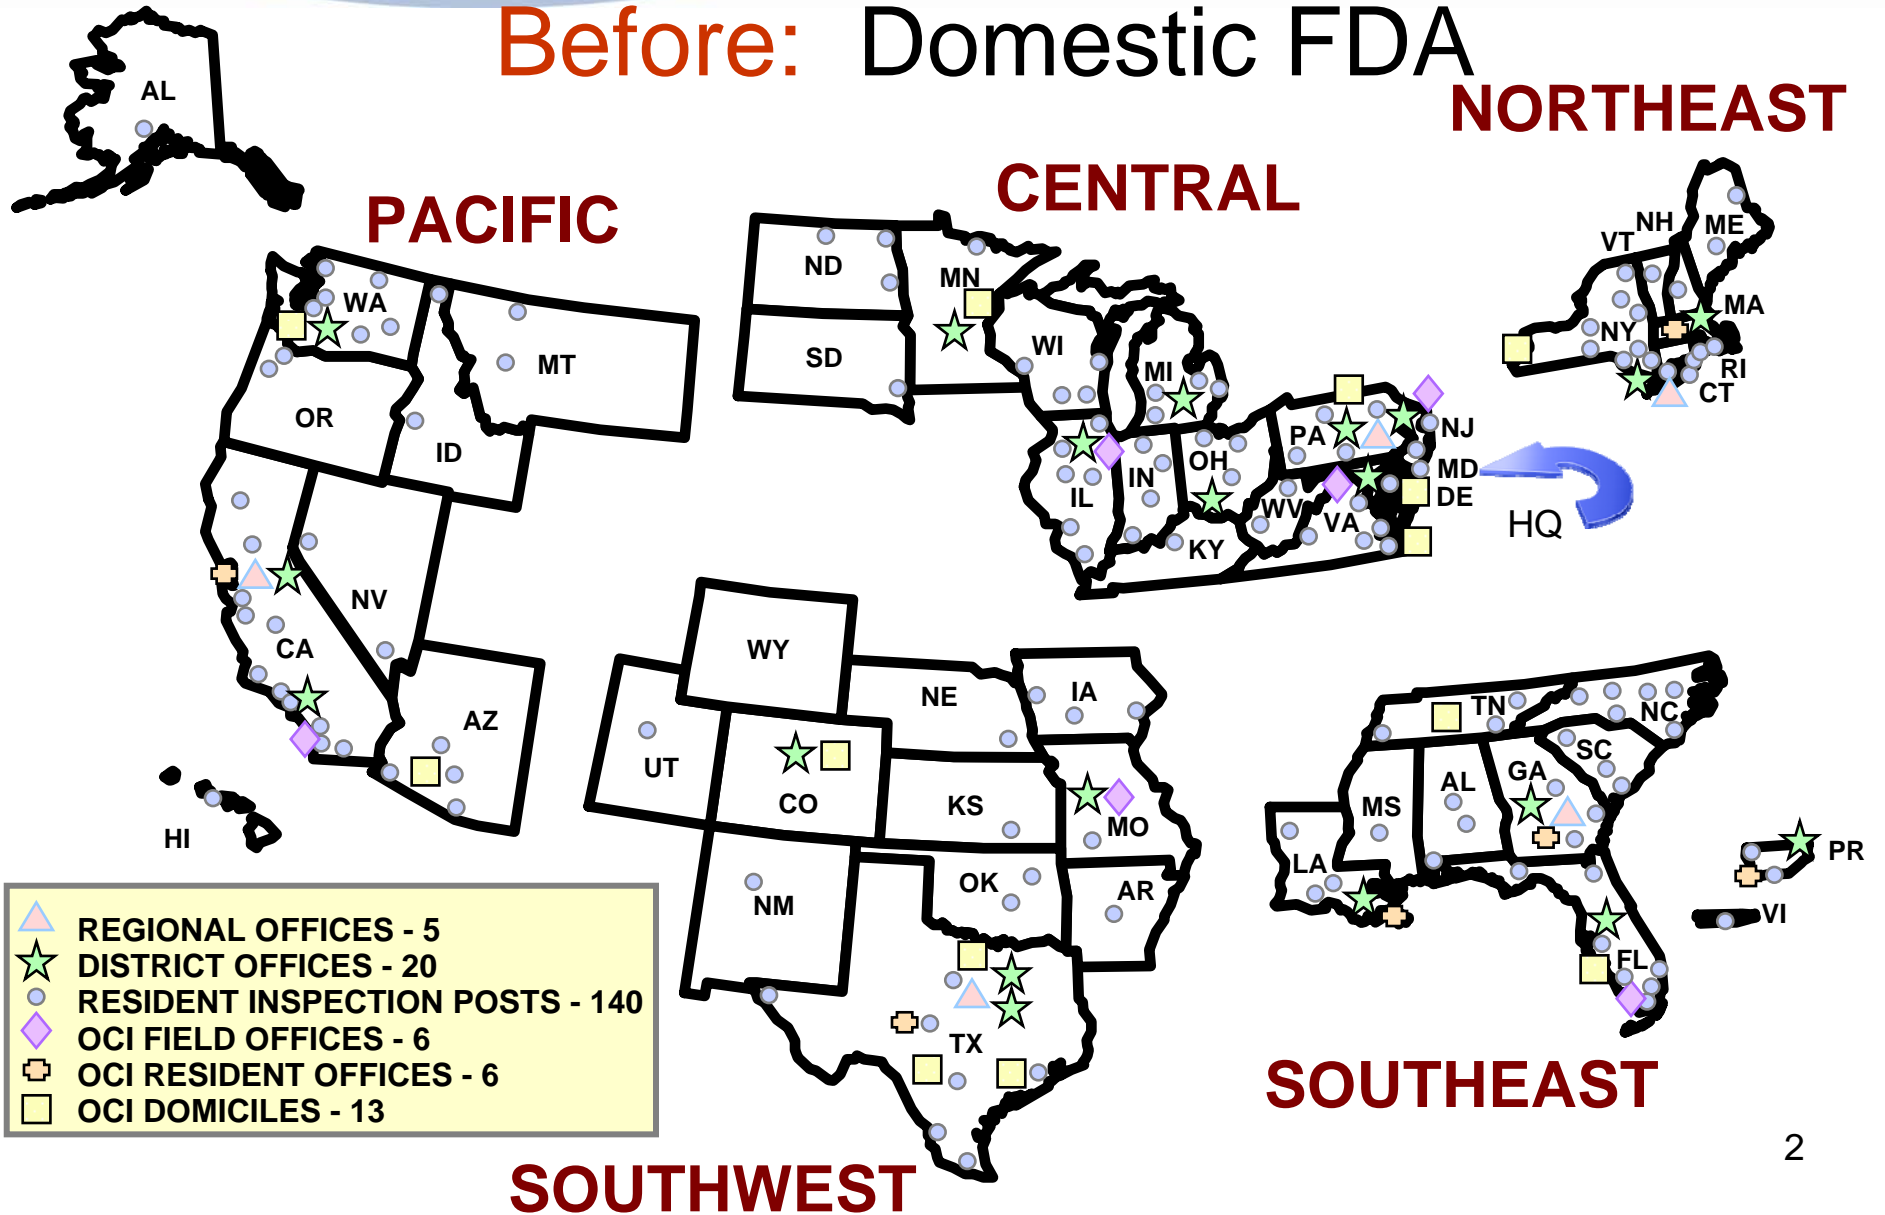 Before: Domestic FDA
NORTHEAST
CENTRAL
PACIFIC
AL
WA
MT
OR
ID
NV
CA
AZ
HI
ND
MN
SD
WI
MI
IL
IN
OH
KY
WV
VA
PA
NJ
MD
DE
HQ
NH
VT
ME
MA
NY
RI
CT
WY
NE
IA
UT
CO
KS
MO
NM
OK
AR
TX
TN
NC
SC
GA
AL
MS
LA
FL
PR
VI
REGIONAL OFFICES - 5
DISTRICT OFFICES - 20
RESIDENT INSPECTION POSTS - 140
OCI FIELD OFFICES - 6
OCI RESIDENT OFFICES - 6
OCI DOMICILES - 13
SOUTHEAST
SOUTHWEST
2